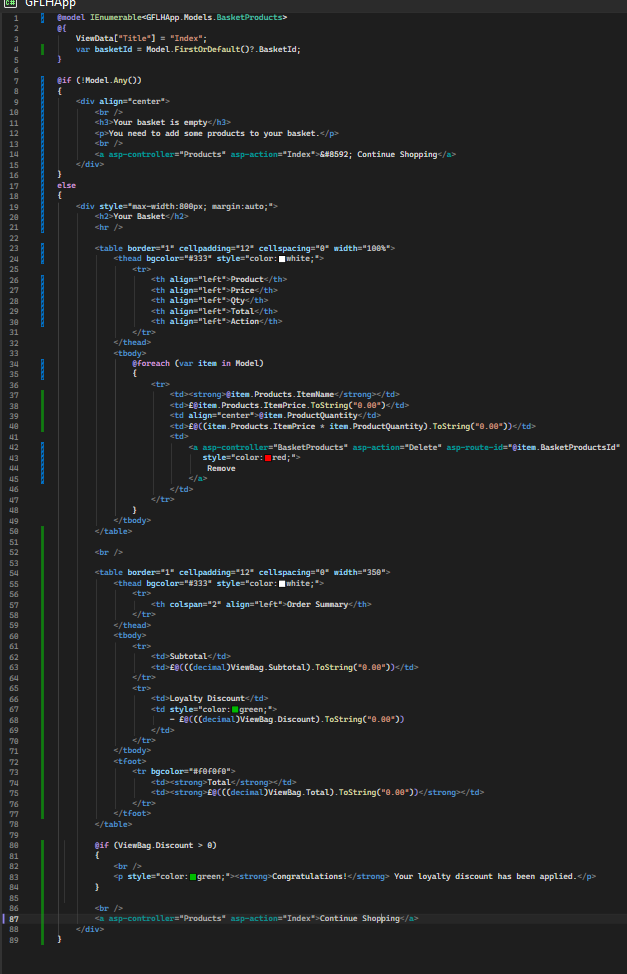 C# GFLHApp
1 @model IEnumerable<GFLHApp.Models.BasketProducts>
2 @{
3 ViewData["Title"] = "Index";
4 var basketId = Model.FirstOrDefault()?.BasketId;
5 }
6
7 @if (!Model.Any())
8 {
9 <div align="center">
10 <br />
11 <h3>Your basket is empty</h3>
12 <p>You need to add some products to your basket.</p>
13 <br />
14 <a asp-controller="Products" asp-action="Index">&#8592; Continue Shopping</a>
15 </div>
16 }
17 else
18 {
19 <div style="max-width:800px; margin:auto;">
20 <h2>Your Basket</h2>
21 <hr />
22
23 <table border="1" cellpadding="12" cellspacing="0" width="100%">
24 <thead bgcolor="#333" style="color:white;">
25 <tr>
26 <th align="left">Product</th>
27 <th align="left">Price</th>
28 <th align="left">Qty</th>
29 <th align="left">Total</th>
30 <th align="left">Action</th>
31 </tr>
32 </thead>
33 <tbody>
34 @foreach (var item in Model)
35 {
36 <tr>
37 <td><strong>@item.Products.ItemName</strong></td>
38 <td>£@item.Products.ItemPrice.ToString("0.00")</td>
39 <td align="center">@item.ProductQuantity</td>
40 <td>£@((item.Products.ItemPrice * item.ProductQuantity).ToString("0.00"))</td>
41 <td>
42 <a asp-controller="BasketProducts" asp-action="Delete" asp-route-id="@item.BasketProductsId"
43 style="color:red;">
44 Remove
45 </a>
46 </td>
47 </tr>
48 }
49 </tbody>
50 </table>
51
52 <br />
53
54 <table border="1" cellpadding="12" cellspacing="0" width="350">
55 <thead bgcolor="#333" style="color:white;">
56 <tr>
57 <th colspan="2" align="left">Order Summary</th>
58 </tr>
59 </thead>
60 <tbody>
61 <tr>
62 <td>Subtotal</td>
63 <td>£@(((decimal)ViewBag.Subtotal).ToString("0.00"))</td>
64 </tr>
65 <tr>
66 <td>Loyalty Discount</td>
67 <td style="color:green;">
68 - £@(((decimal)ViewBag.Discount).ToString("0.00"))
69 </td>
70 </tr>
71 </tbody>
72 <tfoot>
73 <tr bgcolor="#f0f0f0">
74 <td><strong>Total</strong></td>
75 <td><strong>£@(((decimal)ViewBag.Total).ToString("0.00"))</strong></td>
76 </tr>
77 </tfoot>
78 </table>
79
80 @if (ViewBag.Discount > 0)
81 {
82 <br />
83 <p style="color:green;"><strong>Congratulations!</strong> Your loyalty discount has been applied.</p>
84 }
85
86 <br />
87 <a asp-controller="Products" asp-action="Index">Continue Shopping</a>
88 </div>
89 }